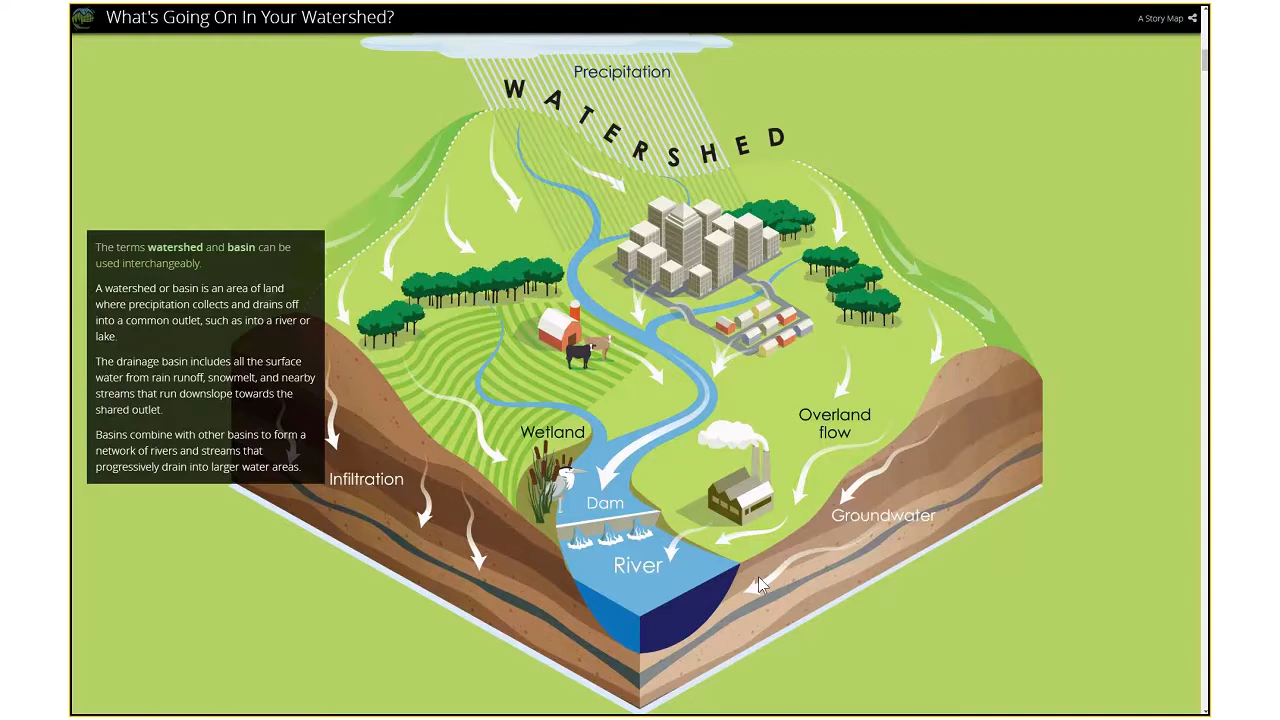 What's Going On In Your Watershed?
A Story Map
Precipitation
WATERSHED
The terms watershed and basin can be
used interchangeably.
A watershed or basin is an area of land
where precipitation collects and drains off
into a common outlet, such as into a river or
lake.
The drainage basin includes all the surface
water from rain runoff, snowmelt, and nearby
streams that run downslope towards the
shared outlet.
Basins combine with other basins to form a
network of rivers and streams that
progressively drain into larger water areas.
Overland
flow
Wetland
Infiltration
Dam
Groundwater
River